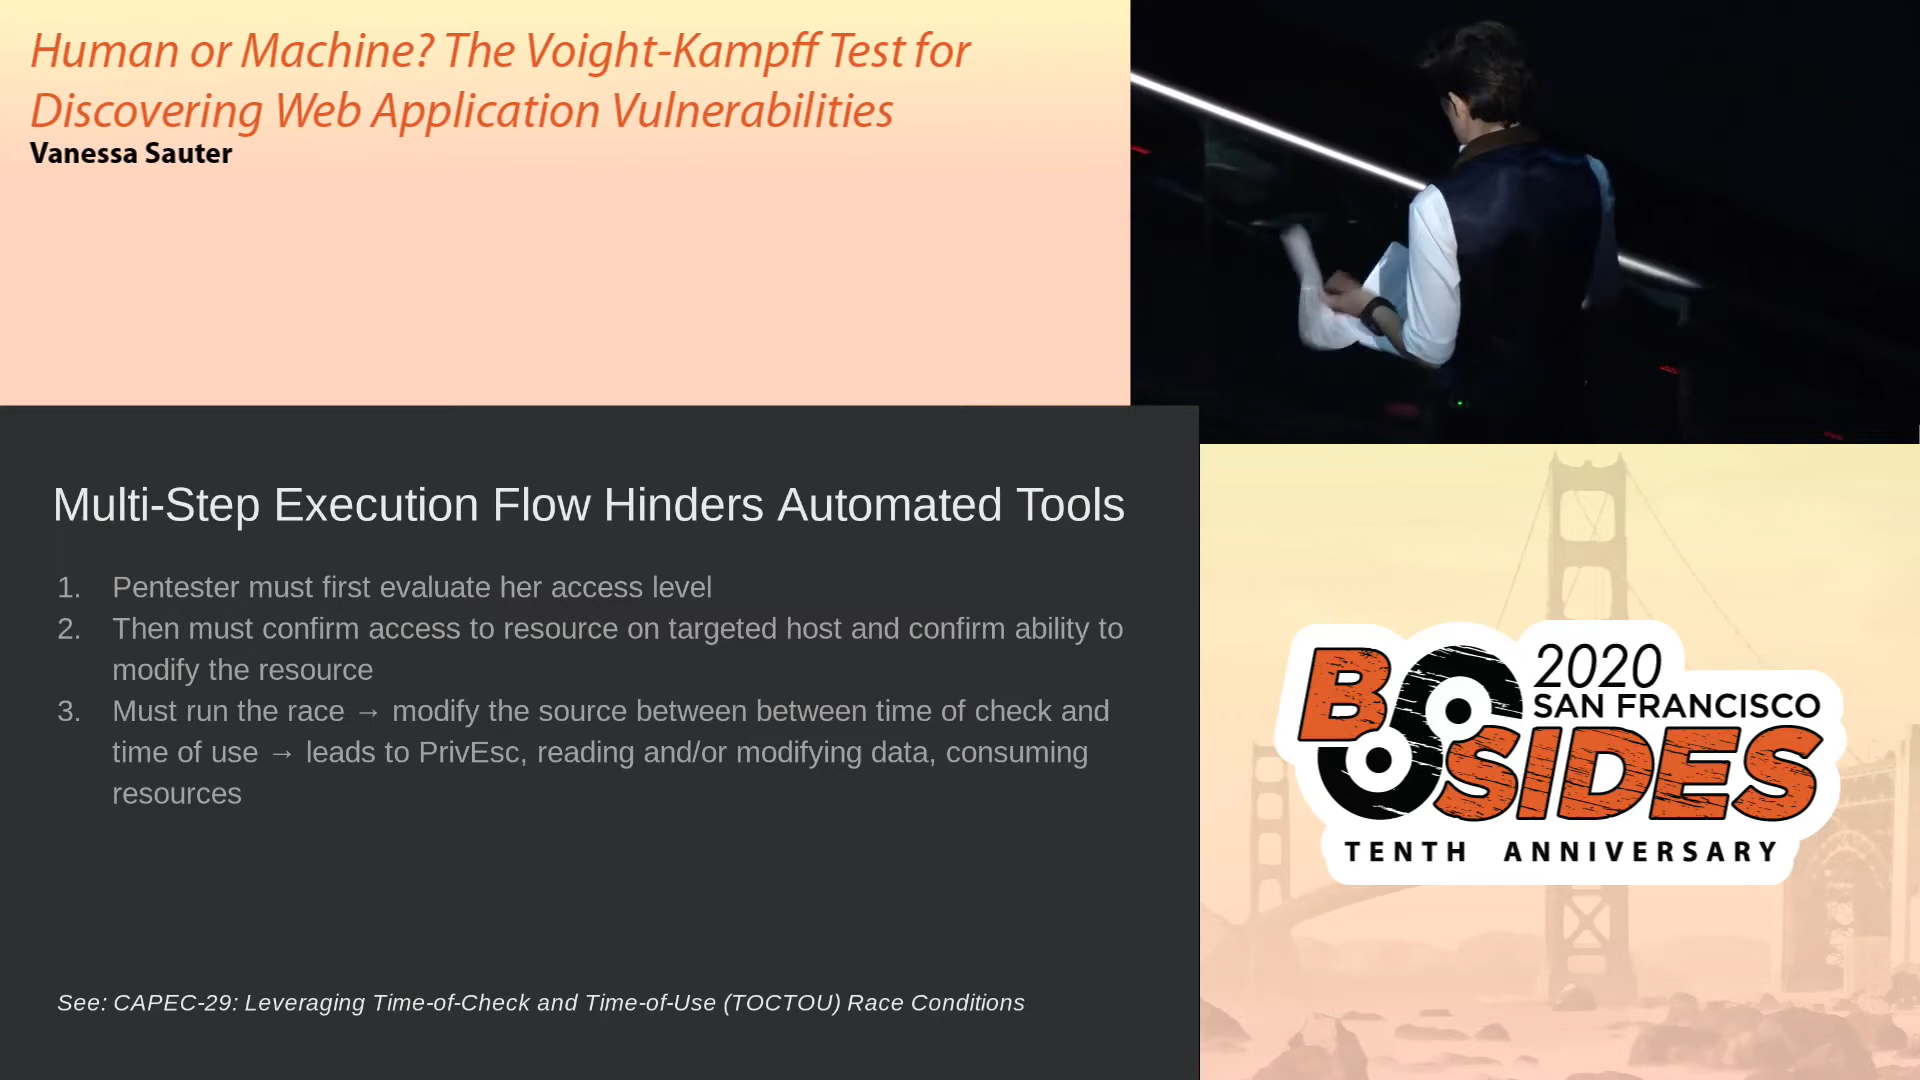 Human or Machine? The Voight-Kampff Test for
Discovering Web Application Vulnerabilities
Vanessa Sauter
Multi-Step Execution Flow Hinders Automated Tools
1. Pentester must first evaluate her access level
2. Then must confirm access to resource on targeted host and confirm ability to
modify the resource
3. Must run the race → modify the source between between time of check and
time of use → leads to PrivEsc, reading and/or modifying data, consuming
resources
See: CAPEC-29: Leveraging Time-of-Check and Time-of-Use (TOCTOU) Race Conditions
2020
SAN FRANCISCO
B SIDES
TENTH ANNIVERSARY